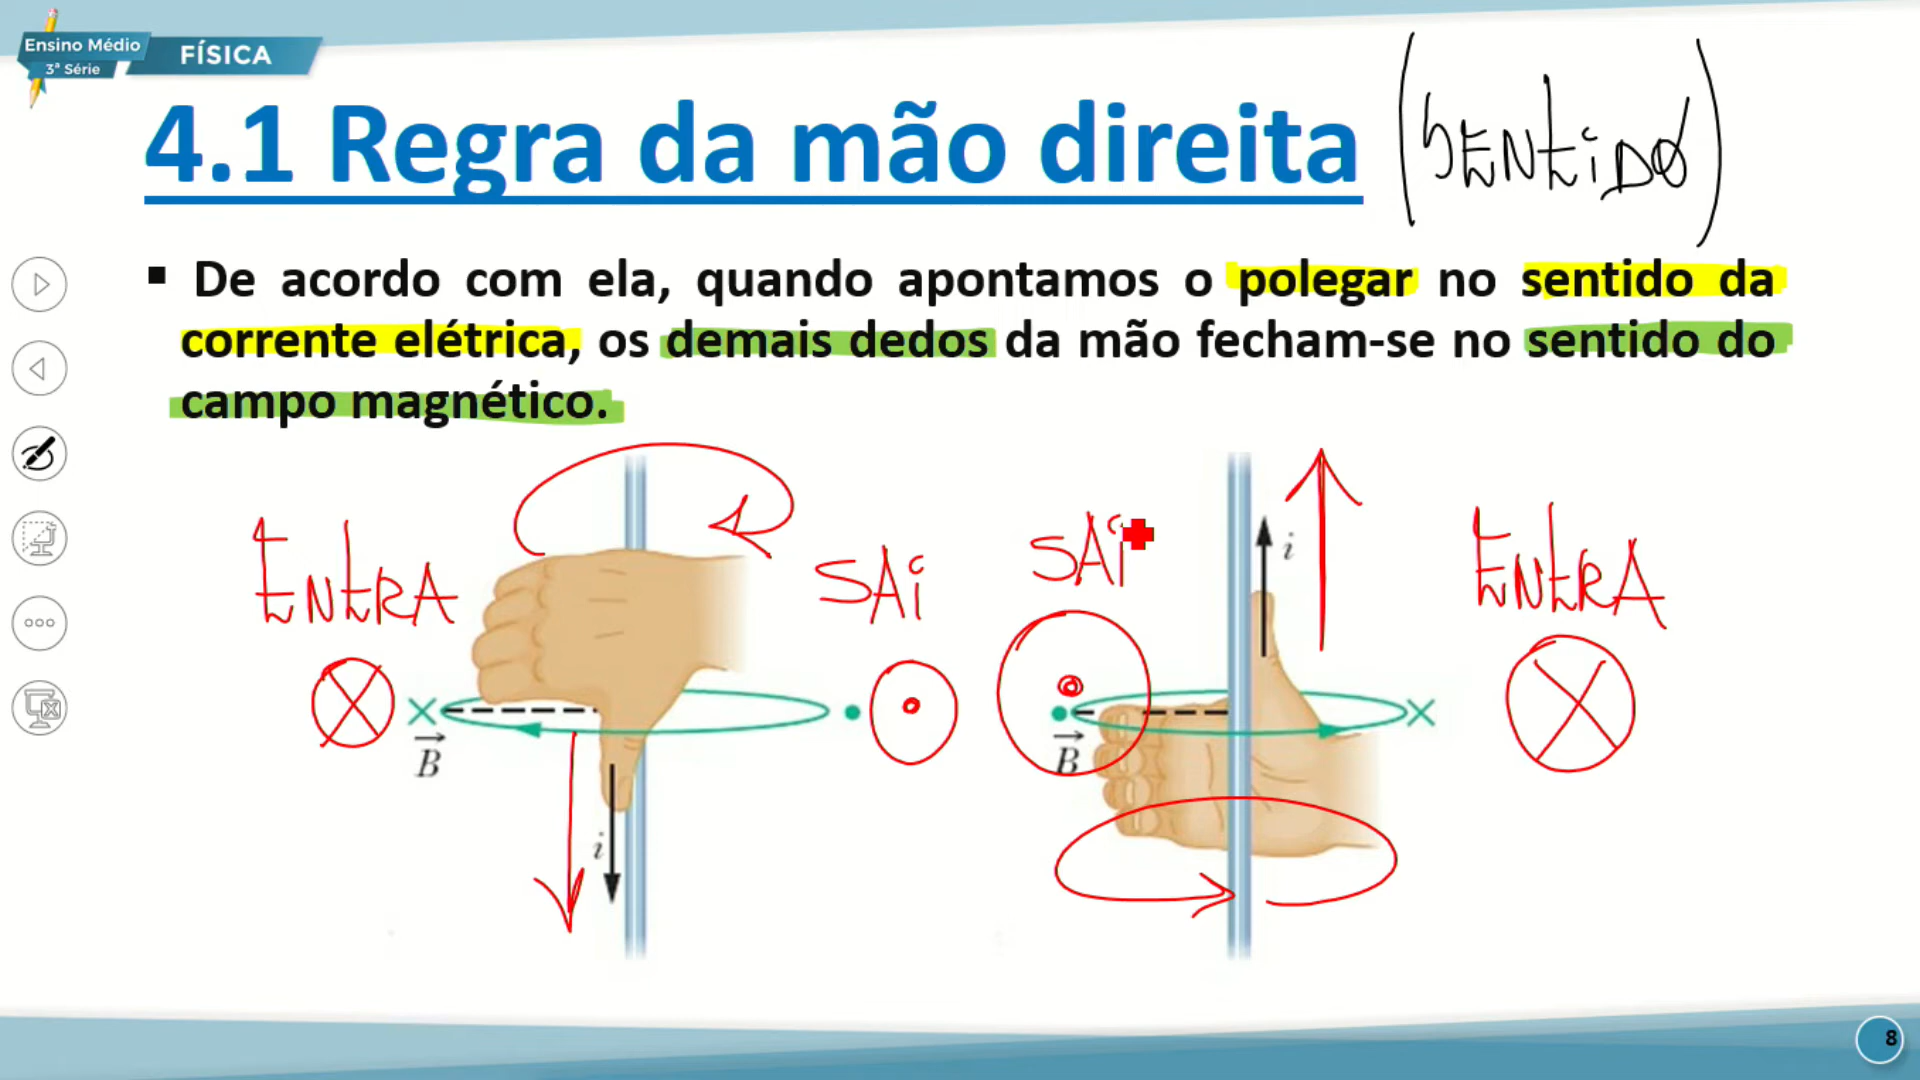 Ensino Médio
3ª Série
FÍSICA
4.1 Regra da mão direita (SENTIDO)
▪ De acordo com ela, quando apontamos o polegar no sentido da
corrente elétrica, os demais dedos da mão fecham-se no sentido do
campo magnético.
ENTRA
SAi
SAi
i
ENTRA
B
B
i
8